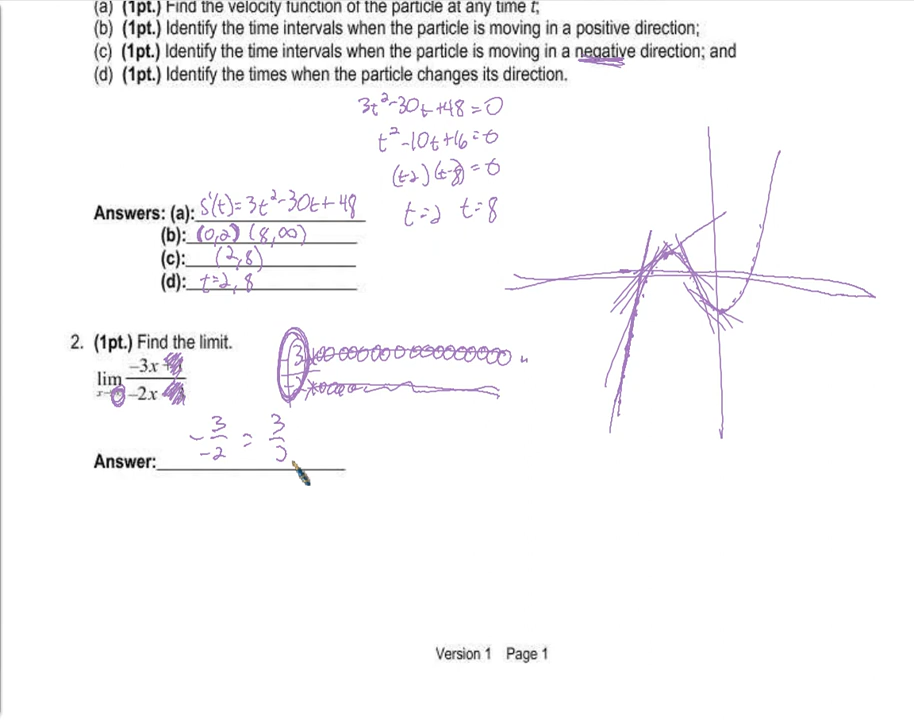 (a) (1pt.) Find the velocity function of the particle at any time t;
(b) (1pt.) Identify the time intervals when the particle is moving in a positive direction;
(c) (1pt.) Identify the time intervals when the particle is moving in a negative direction; and
(d) (1pt.) Identify the times when the particle changes its direction.
3t²-30t+48=0
t²-10t+16=0
(t-2)(t-8)=0
t=2 t=8
Answers: (a): S'(t)=3t²-30t+48
(b): (0,2) (8,∞)
(c): (2,8)
(d): t=2,8
2. (1pt.) Find the limit.
lim -3x
-2x
-3/-2 = 3/2
Answer:
Version 1 Page 1